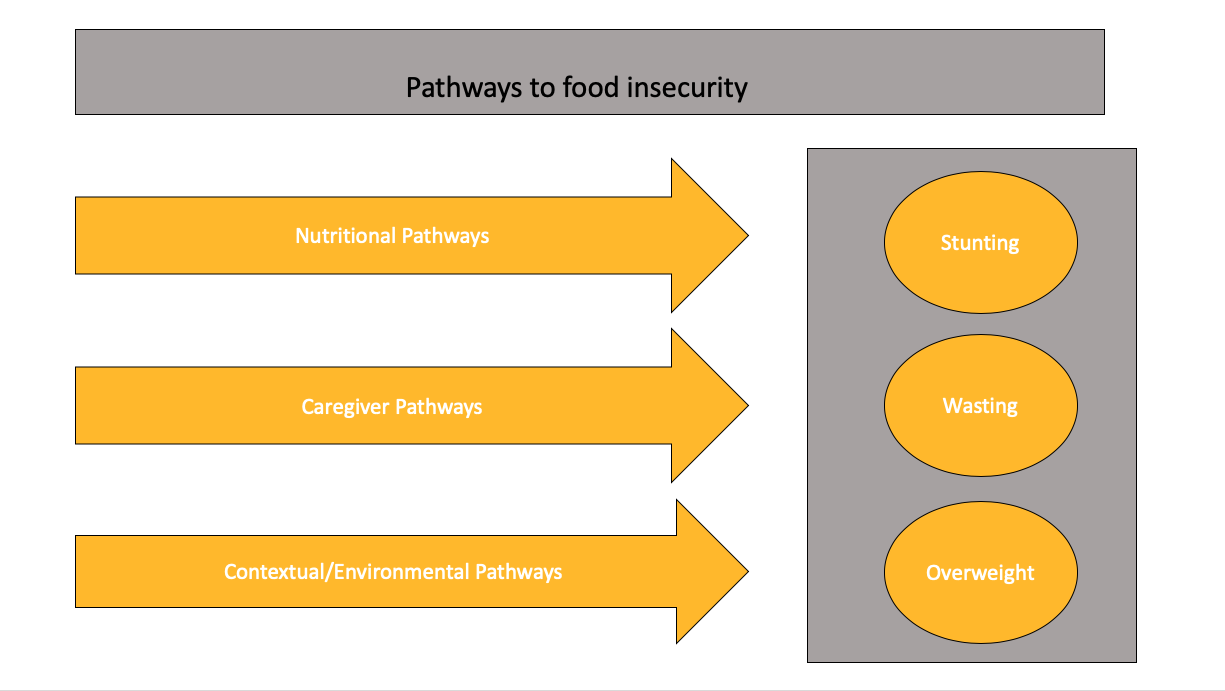 Pathways to food insecurity
Nutritional Pathways
Stunting
Caregiver Pathways
Wasting
Contextual/Environmental Pathways
Overweight